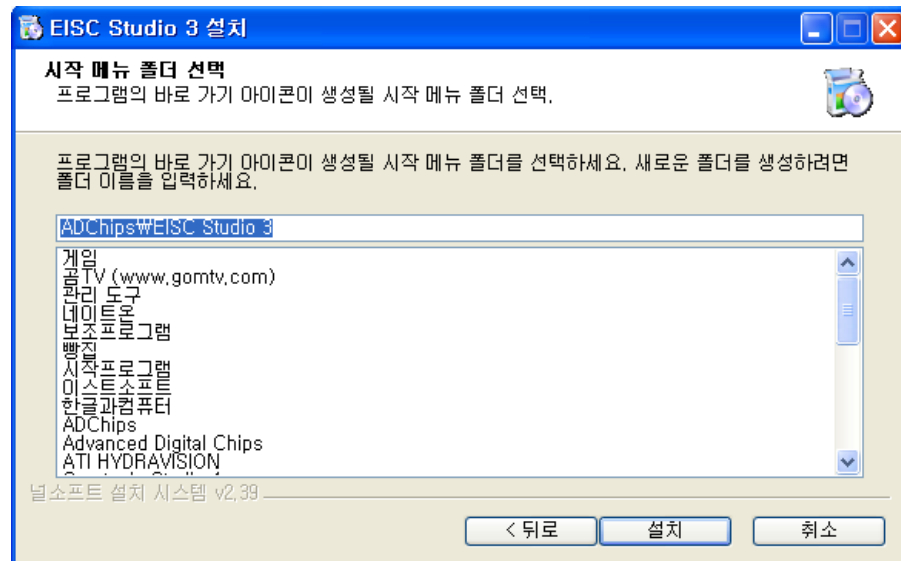 EISC Studio 3 설치
시작 메뉴 폴더 선택
프로그램의 바로 가기 아이콘이 생성될 시작 메뉴 폴더 선택.
프로그램의 바로 가기 아이콘이 생성될 시작 메뉴 폴더를 선택하세요. 새로운 폴더를 생성하려면
폴더 이름을 입력하세요.
ADChips₩EISC Studio 3
게임
곰TV (www.gomtv.com)
관리 도구
네이트온
보조프로그램
빵집
시작프로그램
이스트소프트
한글과컴퓨터
ADChips
Advanced Digital Chips
ATI HYDRAVISION
널소프트 설치 시스템 v2.39
< 뒤로
설치
취소